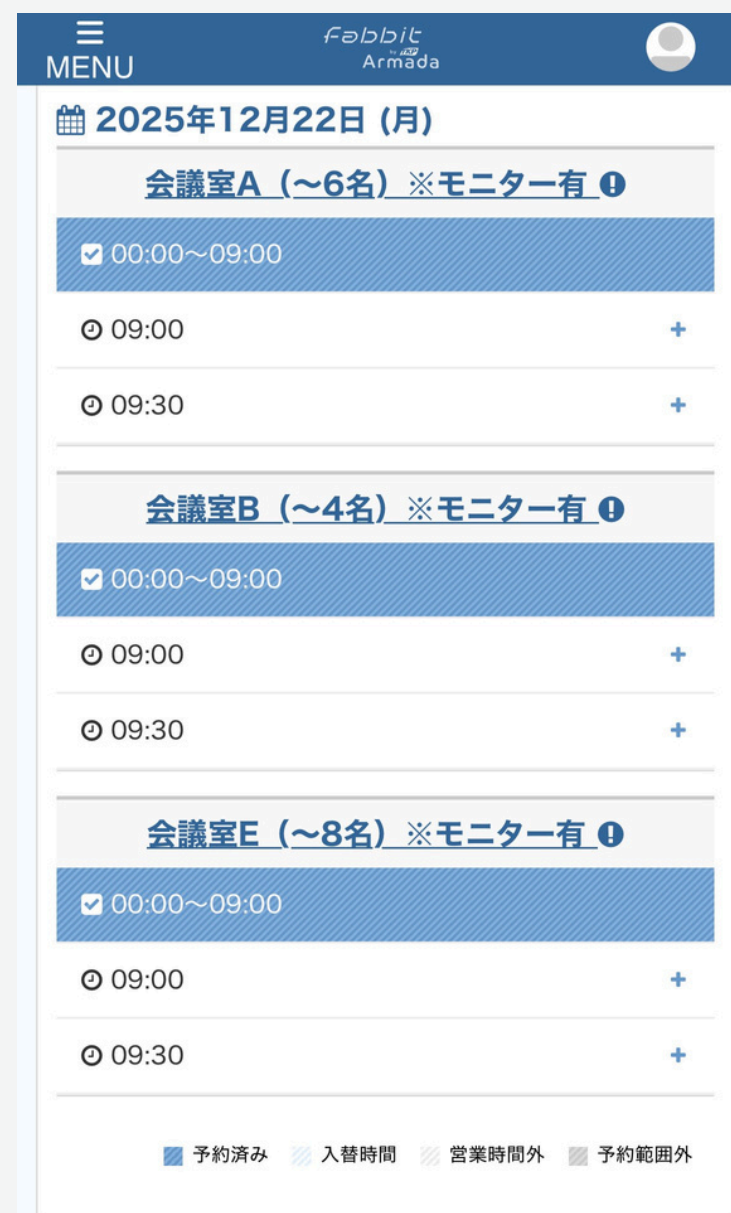 MENU
fabbit
by TKP
Armada
2025年12月22日 (月)
会議室A（〜6名）※モニター有
00:00〜09:00
09:00
09:30
会議室B（〜4名）※モニター有
00:00〜09:00
09:00
09:30
会議室E（〜8名）※モニター有
00:00〜09:00
09:00
09:30
予約済み 入替時間 営業時間外 予約範囲外